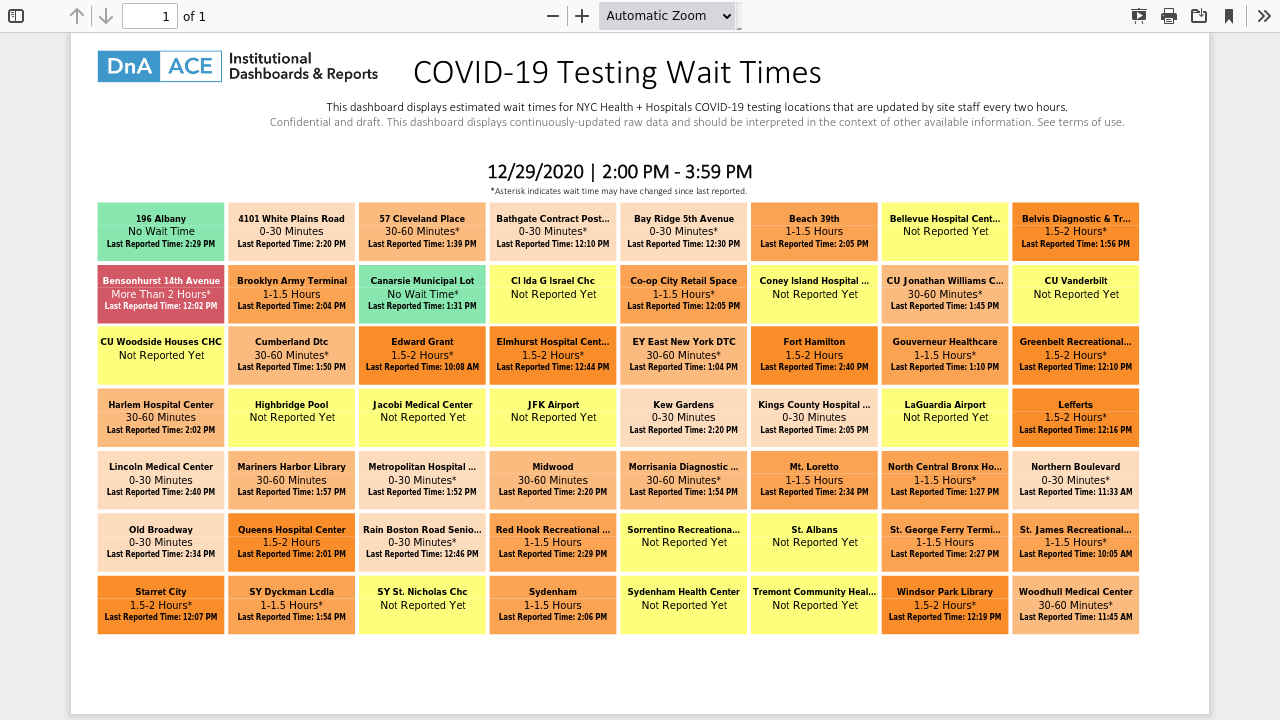 1
of 1
Automatic Zoom
DnA ACE Institutional
Dashboards & Reports
COVID-19 Testing Wait Times
This dashboard displays estimated wait times for NYC Health + Hospitals COVID-19 testing locations that are updated by site staff every two hours.
Confidential and draft. This dashboard displays continuously-updated raw data and should be interpreted in the context of other available information. See terms of use.
12/29/2020 | 2:00 PM - 3:59 PM
*Asterisk indicates wait time may have changed since last reported.
196 Albany
No Wait Time
Last Reported Time: 2:29 PM
4101 White Plains Road
0-30 Minutes
Last Reported Time: 2:20 PM
57 Cleveland Place
30-60 Minutes*
Last Reported Time: 1:39 PM
Bathgate Contract Post...
0-30 Minutes*
Last Reported Time: 12:10 PM
Bay Ridge 5th Avenue
0-30 Minutes*
Last Reported Time: 12:30 PM
Beach 39th
1-1.5 Hours
Last Reported Time: 2:05 PM
Bellevue Hospital Cent...
Not Reported Yet
Belvis Diagnostic & Tr...
1.5-2 Hours*
Last Reported Time: 1:56 PM
Bensonhurst 14th Avenue
More Than 2 Hours*
Last Reported Time: 12:02 PM
Brooklyn Army Terminal
1-1.5 Hours
Last Reported Time: 2:04 PM
Canarsie Municipal Lot
No Wait Time*
Last Reported Time: 1:31 PM
CI Ida G Israel Chc
Not Reported Yet
Co-op City Retail Space
1-1.5 Hours*
Last Reported Time: 12:05 PM
Coney Island Hospital ...
Not Reported Yet
CU Jonathan Williams C...
30-60 Minutes*
Last Reported Time: 1:45 PM
CU Vanderbilt
Not Reported Yet
CU Woodside Houses CHC
Not Reported Yet
Cumberland Dtc
30-60 Minutes*
Last Reported Time: 1:50 PM
Edward Grant
1.5-2 Hours*
Last Reported Time: 10:08 AM
Elmhurst Hospital Cent...
1.5-2 Hours*
Last Reported Time: 12:44 PM
EY East New York DTC
30-60 Minutes*
Last Reported Time: 1:04 PM
Fort Hamilton
1.5-2 Hours
Last Reported Time: 2:40 PM
Gouverneur Healthcare
1-1.5 Hours*
Last Reported Time: 1:10 PM
Greenbelt Recreational...
1.5-2 Hours*
Last Reported Time: 12:10 PM
Harlem Hospital Center
30-60 Minutes
Last Reported Time: 2:02 PM
Highbridge Pool
Not Reported Yet
Jacobi Medical Center
Not Reported Yet
JFK Airport
Not Reported Yet
Kew Gardens
0-30 Minutes
Last Reported Time: 2:20 PM
Kings County Hospital ...
0-30 Minutes
Last Reported Time: 2:05 PM
LaGuardia Airport
Not Reported Yet
Lefferts
1.5-2 Hours*
Last Reported Time: 12:16 PM
Lincoln Medical Center
0-30 Minutes
Last Reported Time: 2:40 PM
Mariners Harbor Library
30-60 Minutes
Last Reported Time: 1:57 PM
Metropolitan Hospital ...
0-30 Minutes*
Last Reported Time: 1:52 PM
Midwood
30-60 Minutes
Last Reported Time: 2:20 PM
Morrisania Diagnostic ...
30-60 Minutes*
Last Reported Time: 1:54 PM
Mt. Loretto
1-1.5 Hours
Last Reported Time: 2:34 PM
North Central Bronx Ho...
1-1.5 Hours*
Last Reported Time: 1:27 PM
Northern Boulevard
0-30 Minutes*
Last Reported Time: 11:33 AM
Old Broadway
0-30 Minutes
Last Reported Time: 2:34 PM
Queens Hospital Center
1.5-2 Hours
Last Reported Time: 2:01 PM
Rain Boston Road Senio...
0-30 Minutes*
Last Reported Time: 12:46 PM
Red Hook Recreational ...
1-1.5 Hours
Last Reported Time: 2:29 PM
Sorrentino Recreationa...
Not Reported Yet
St. Albans
Not Reported Yet
St. George Ferry Termi...
1-1.5 Hours
Last Reported Time: 2:27 PM
St. James Recreational...
1-1.5 Hours*
Last Reported Time: 10:05 AM
Starret City
1.5-2 Hours*
Last Reported Time: 12:07 PM
SY Dyckman Lcdla
1-1.5 Hours*
Last Reported Time: 1:54 PM
SY St. Nicholas Chc
Not Reported Yet
Sydenham
1-1.5 Hours
Last Reported Time: 2:06 PM
Sydenham Health Center
Not Reported Yet
Tremont Community Heal...
Not Reported Yet
Windsor Park Library
1.5-2 Hours*
Last Reported Time: 12:19 PM
Woodhull Medical Center
30-60 Minutes*
Last Reported Time: 11:45 AM